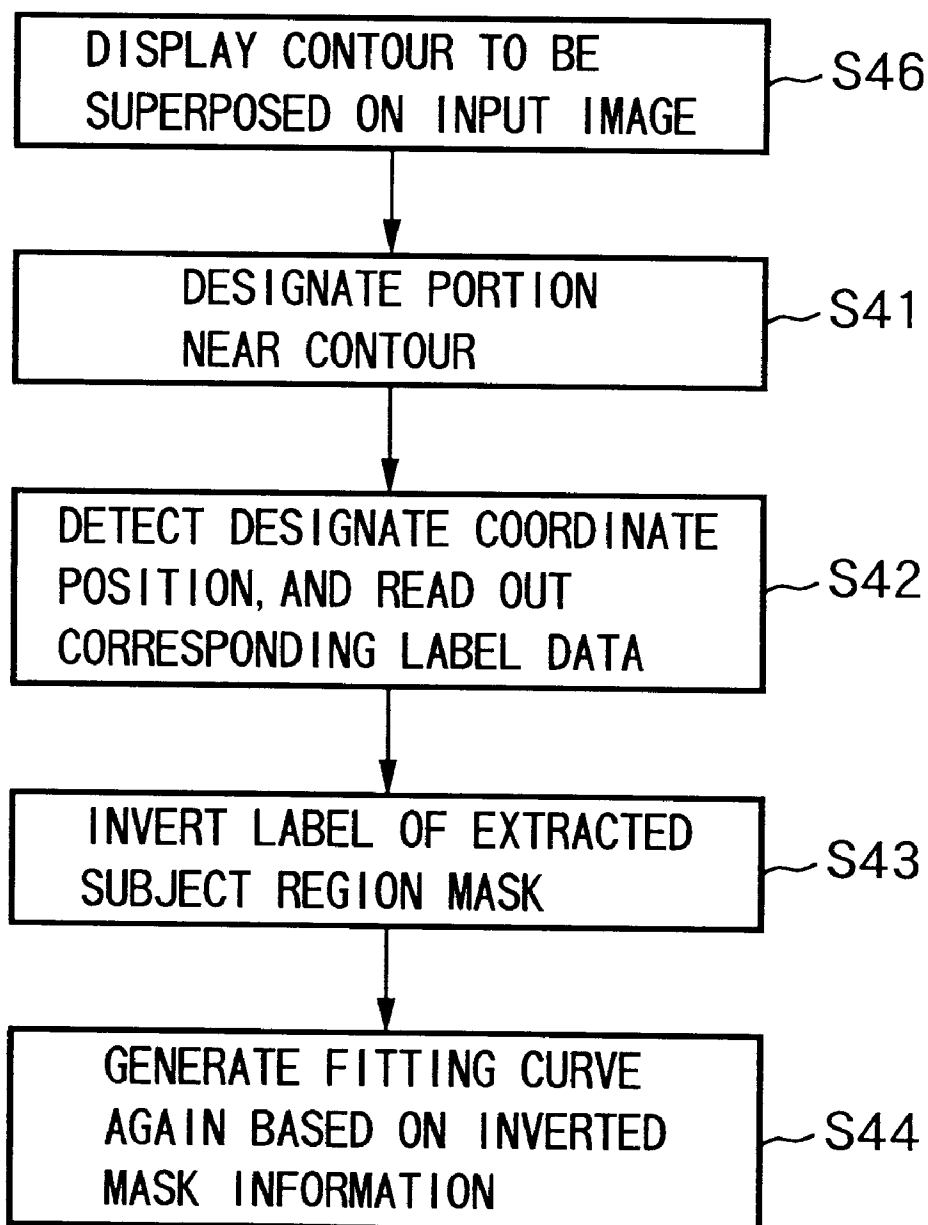 DISPLAY CONTOUR TO BE
SUPERPOSED ON INPUT IMAGE
S46
DESIGNATE PORTION
NEAR CONTOUR
S41
DETECT DESIGNATE COORDINATE
POSITION, AND READ OUT
CORRESPONDING LABEL DATA
S42
INVERT LABEL OF EXTRACTED
SUBJECT REGION MASK
S43
GENERATE FITTING CURVE
AGAIN BASED ON INVERTED
MASK INFORMATION
S44